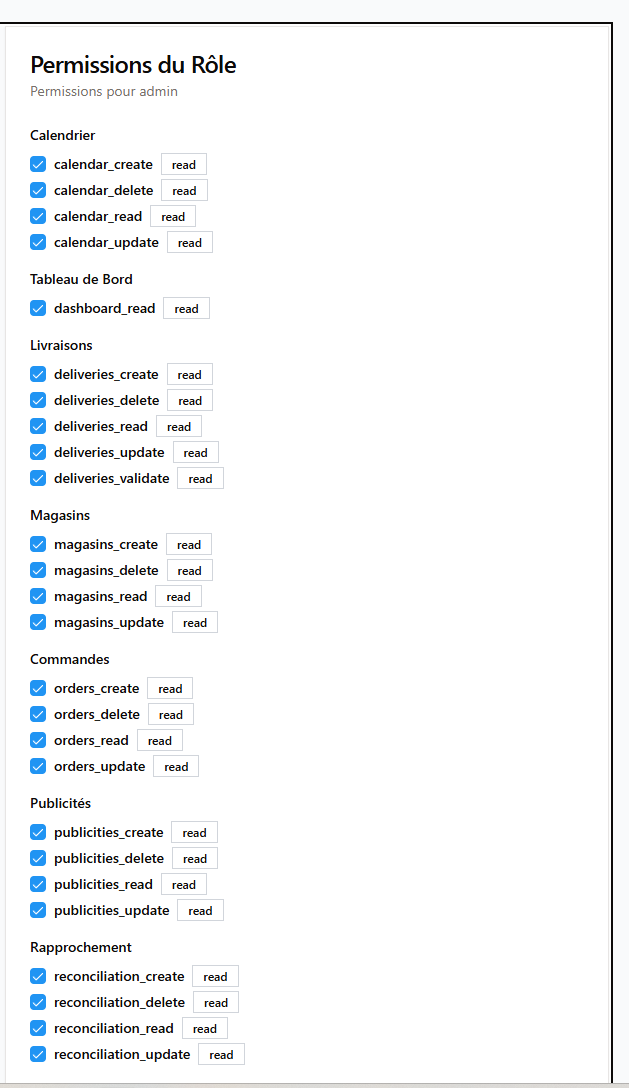 Permissions du Rôle
Permissions pour admin
Calendrier
calendar_create read
calendar_delete read
calendar_read read
calendar_update read
Tableau de Bord
dashboard_read read
Livraisons
deliveries_create read
deliveries_delete read
deliveries_read read
deliveries_update read
deliveries_validate read
Magasins
magasins_create read
magasins_delete read
magasins_read read
magasins_update read
Commandes
orders_create read
orders_delete read
orders_read read
orders_update read
Publicités
publicities_create read
publicities_delete read
publicities_read read
publicities_update read
Rapprochement
reconciliation_create read
reconciliation_delete read
reconciliation_read read
reconciliation_update read